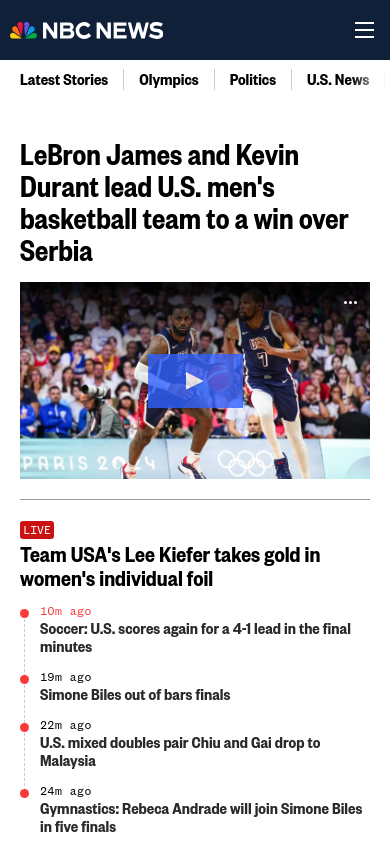 NBC NEWS
Latest Stories
Olympics
Politics
U.S. News
LeBron James and Kevin
Durant lead U.S. men's
basketball team to a win over
Serbia
PARIS 2024
LIVE
Team USA's Lee Kiefer takes gold in
women's individual foil
10m ago
Soccer: U.S. scores again for a 4-1 lead in the final
minutes
19m ago
Simone Biles out of bars finals
22m ago
U.S. mixed doubles pair Chiu and Gai drop to
Malaysia
24m ago
Gymnastics: Rebeca Andrade will join Simone Biles
in five finals